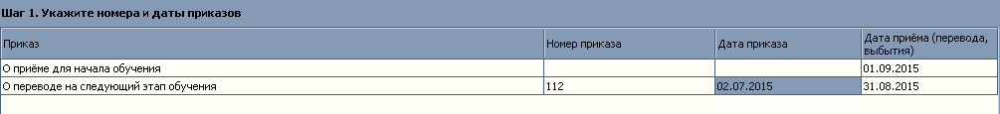 Шаг 1. Укажите номера и даты приказов
Приказ Номер приказа Дата приказа Дата приёма (перевода, выбытия)
О приёме для начала обучения 01.09.2015
О переводе на следующий этап обучения 112 02.07.2015 31.08.2015